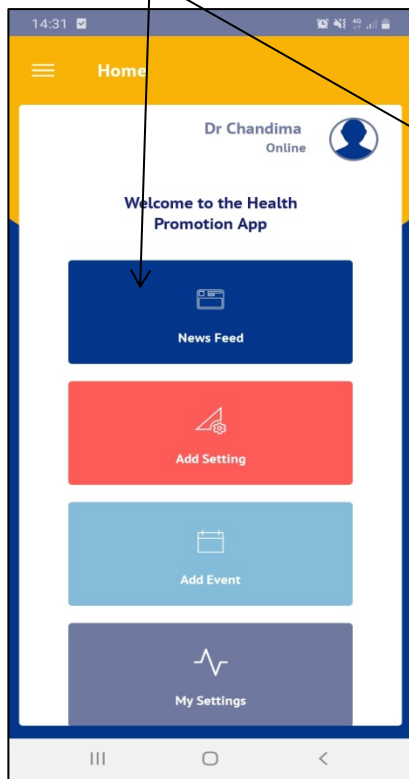 14:31
4G
Home
Dr Chandima
Online
Welcome to the Health
Promotion App
News Feed
Add Setting
Add Event
My Settings